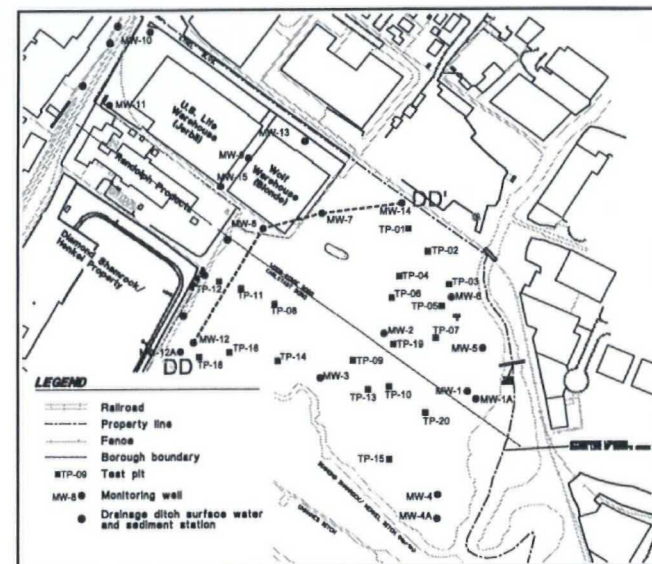 MW-10
MW-11
U.S. Life
Warehouse
(Jerbil)
MW-13
MW-9
Wolf
Warehouse
(Blonde)
MW-15
Randolph Products
Diamond Shamrock/
Henkel Property
MW-8
MW-7
MW-14
DD'
TP-01
TP-02
TP-04
TP-03
TP-06
MW-6
TP-05
TP-12
TP-11
TP-08
MW-2
TP-07
TP-19
MW-5
MW-12
MW-12A
TP-16
TP-18
DD
TP-14
TP-09
MW-3
TP-13
TP-10
MW-1
MW-1A
TP-20
TP-15
MW-4
MW-4A
LEGEND
Railroad
Property line
Fence
Borough boundary
TP-09 Test pit
MW-8 Monitoring well
Drainage ditch surface water
and sediment station